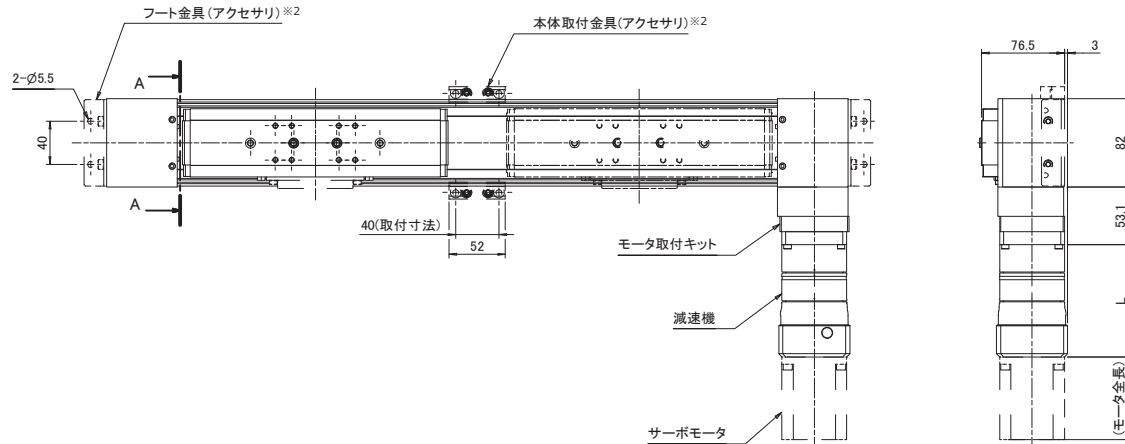 フート金具(アクセサリ)※2
本体取付金具(アクセサリ)※2
76.5
3
2-Ø5.5
A
40
82
A
40(取付寸法)
52
53.1
モータ取付キット
減速機
L
(モータ全長)
サーボモータ